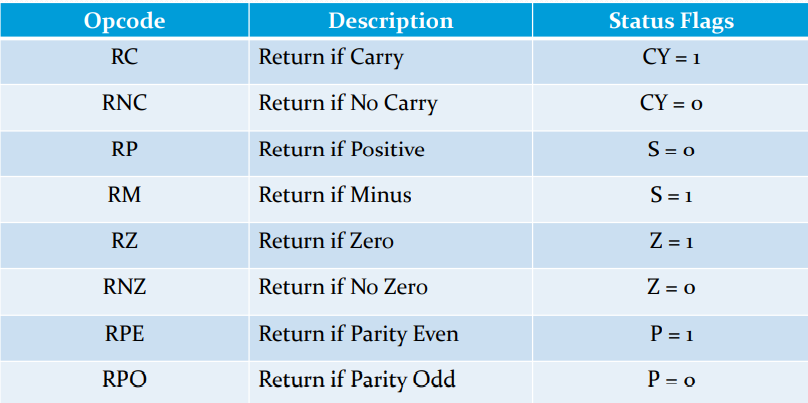 Opcode Description Status Flags
RC Return if Carry CY = 1
RNC Return if No Carry CY = 0
RP Return if Positive S = 0
RM Return if Minus S = 1
RZ Return if Zero Z = 1
RNZ Return if No Zero Z = 0
RPE Return if Parity Even P = 1
RPO Return if Parity Odd P = 0